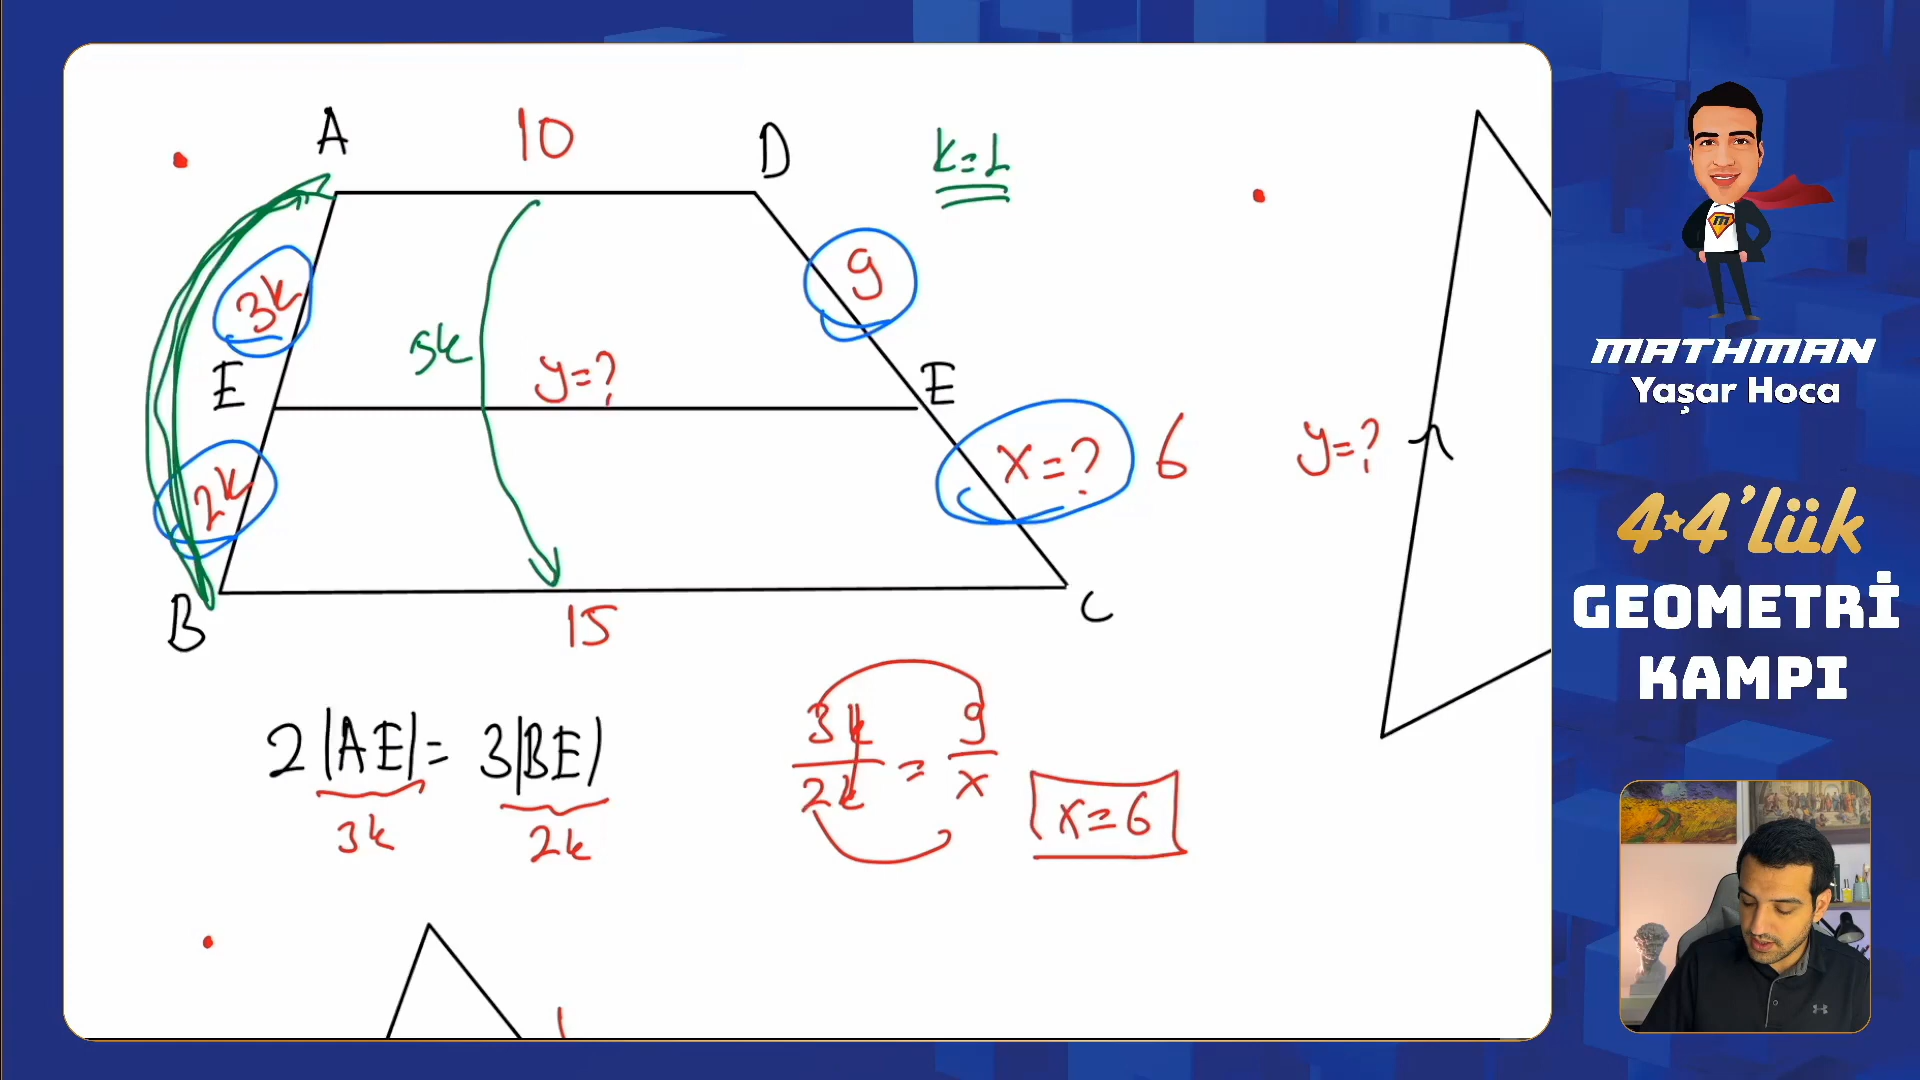 A 10 D k=1
3k 9
5k
E y=? E
2k x=? 6
B 15 C
2|AE| = 3|BE|
3k 2k
3k/2k = 9/x
x=6
y=?
MATHMAN
Yaşar Hoca
4★4'lük
GEOMETRİ
KAMPI